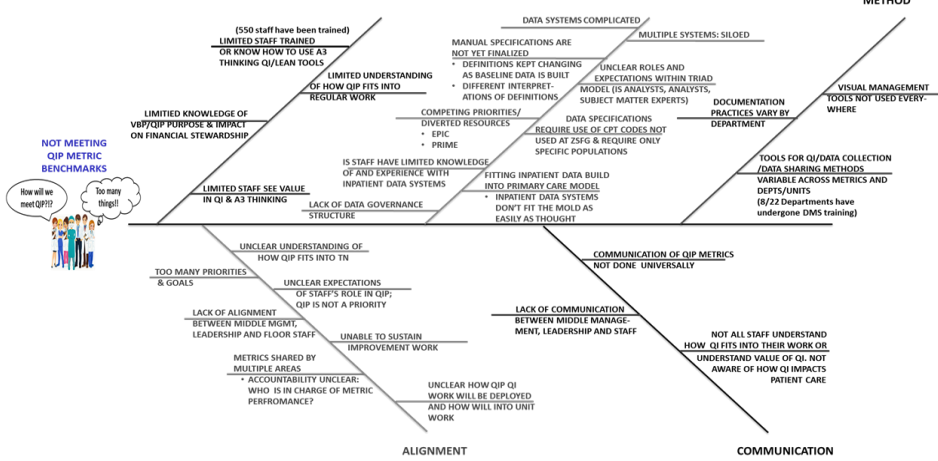 METHOD
(550 staff have been trained)
LIMITED STAFF TRAINED
OR KNOW HOW TO USE A3
THINKING QI/LEAN TOOLS
LIMITED UNDERSTANDING
OF HOW QIP FITS INTO
REGULAR WORK
LIMITIED KNOWLEDGE OF
VBP/QIP PURPOSE & IMPACT
ON FINANCIAL STEWARDSHIP
LIMITED STAFF SEE VALUE
IN QI & A3 THINKING
NOT MEETING
QIP METRIC
BENCHMARKS
How will we
meet QIP?!?
Too many
things!!
DATA SYSTEMS COMPLICATED
MULTIPLE SYSTEMS: SILOED
MANUAL SPECIFICATIONS ARE
NOT YET FINALIZED
• DEFINITIONS KEPT CHANGING
AS BASELINE DATA IS BUILT
• DIFFERENT INTERPRET-
ATIONS OF DEFINITIONS
UNCLEAR ROLES AND
EXPECTATIONS WITHIN TRIAD
MODEL (IS ANALYSTS, ANALYSTS,
SUBJECT MATTER EXPERTS)
COMPETING PRIORITIES/
DIVERTED RESOURCES
• EPIC
• PRIME
DATA SPECIFICATIONS
REQUIRE USE OF CPT CODES NOT
USED AT ZSFG & REQUIRE ONLY
SPECIFIC POPULATIONS
IS STAFF HAVE LIMITED KNOWLEDGE
OF AND EXPERIENCE WITH
INPATIENT DATA SYSTEMS
FITTING INPATIENT DATA BUILD
INTO PRIMARY CARE MODEL
• INPATIENT DATA SYSTEMS
DON'T FIT THE MOLD AS
EASILY AS THOUGHT
LACK OF DATA GOVERNANCE
STRUCTURE
VISUAL MANAGEMENT
TOOLS NOT USED EVERY-
WHERE
DOCUMENTATION
PRACTICES VARY BY
DEPARTMENT
TOOLS FOR QI/DATA COLLECTION
/DATA SHARING METHODS
VARIABLE ACROSS METRICS AND
DEPTS/UNITS
(8/22 Departments have
undergone DMS training)
UNCLEAR UNDERSTANDING OF
HOW QIP FITS INTO TN
TOO MANY PRIORITIES
& GOALS
UNCLEAR EXPECTATIONS
OF STAFF'S ROLE IN QIP;
QIP IS NOT A PRIORITY
LACK OF ALIGNMENT
BETWEEN MIDDLE MGMT,
LEADERSHIP AND FLOOR STAFF
UNABLE TO SUSTAIN
IMPROVEMENT WORK
METRICS SHARED BY
MULTIPLE AREAS
• ACCOUNTABILITY UNCLEAR:
WHO IS IN CHARGE OF METRIC
PERFROMANCE?
UNCLEAR HOW QIP QI
WORK WILL BE DEPLOYED
AND HOW WILL INTO UNIT
WORK
ALIGNMENT
COMMUNICATION OF QIP METRICS
NOT DONE UNIVERSALLY
LACK OF COMMUNICATION
BETWEEN MIDDLE MANAGE-
MENT, LEADERSHIP AND STAFF
NOT ALL STAFF UNDERSTAND
HOW QI FITS INTO THEIR WORK OR
UNDERSTAND VALUE OF QI. NOT
AWARE OF HOW QI IMPACTS
PATIENT CARE
COMMUNICATION